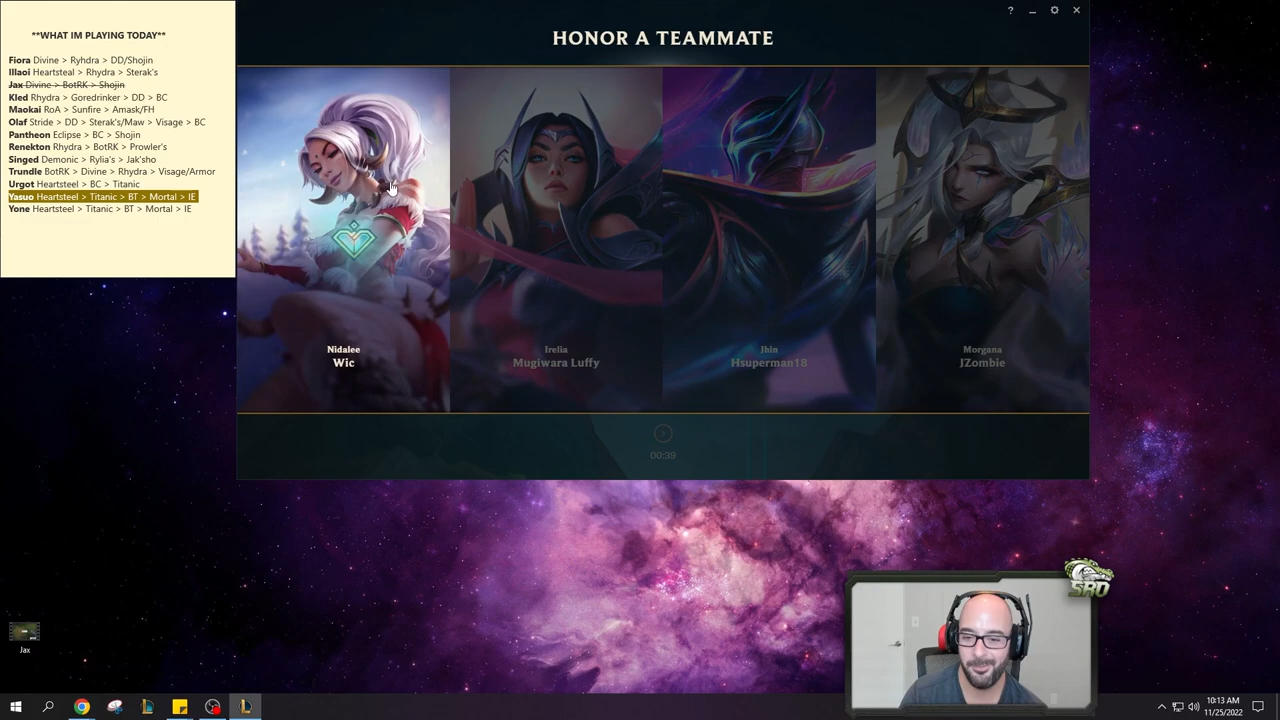 **WHAT IM PLAYING TODAY**
Fiora Divine > Ryhdra > DD/Shojin
Illaoi Heartsteal > Rhydra > Sterak's
Jax Divine > BotRK > Shojin
Kled Rhydra > Goredrinker > DD > BC
Maokai RoA > Sunfire > Amask/FH
Olaf Stride > DD > Sterak's/Maw > Visage > BC
Pantheon Eclipse > BC > Shojin
Renekton Rhydra > BotRK > Prowler's
Singed Demonic > Rylia's > Jak'sho
Trundle BotRK > Divine > Rhydra > Visage/Armor
Urgot Heartsteel > BC > Titanic
Yasuo Heartsteel > Titanic > BT > Mortal > IE
Yone Heartsteel > Titanic > BT > Mortal > IE
?
HONOR A TEAMMATE
Nidalee
Wic
Irelia
Mugiwara Luffy
Jhin
Hsuperman18
Morgana
JZombie
00:39
SRO
Jax
10:13 AM
11/25/2022